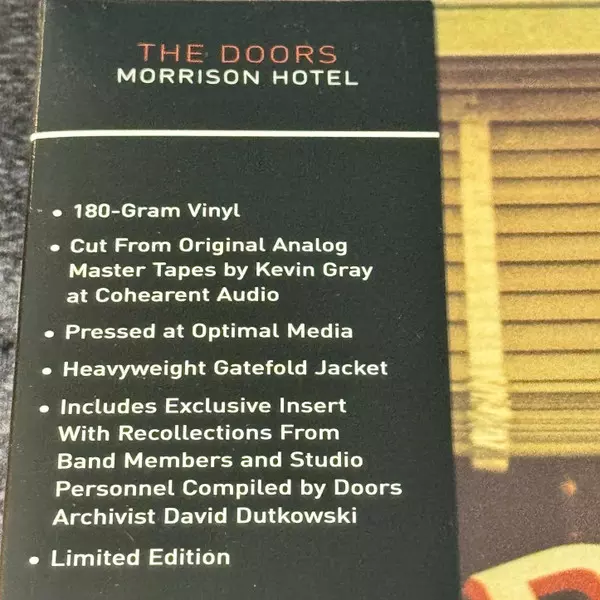 THE DOORS
MORRISON HOTEL
• 180-Gram Vinyl
• Cut From Original Analog
Master Tapes by Kevin Gray
at Cohearent Audio
• Pressed at Optimal Media
• Heavyweight Gatefold Jacket
• Includes Exclusive Insert
With Recollections From
Band Members and Studio
Personnel Compiled by Doors
Archivist David Dutkowski
• Limited Edition